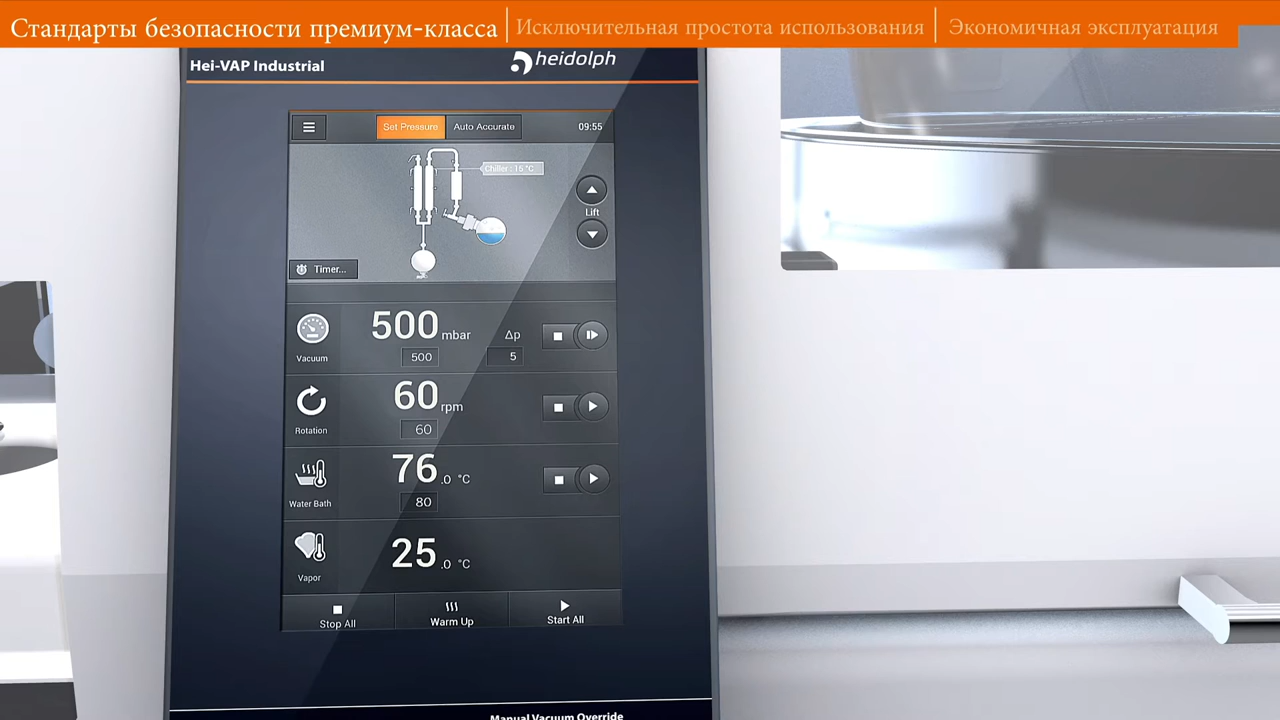 Стандарты безопасности премиум-класса | Исключительная простота использования | Экономичная эксплуатация
Hei-VAP Industrial
heidolph
Set Pressure
Auto Accurate
09:55
Chiller : 15 °C
Lift
Timer...
500 mbar
Δp
Vacuum
500
5
60 rpm
Rotation
60
76.0 °C
Water Bath
80
25.0 °C
Vapor
Stop All
Warm Up
Start All
Manual Vacuum Override